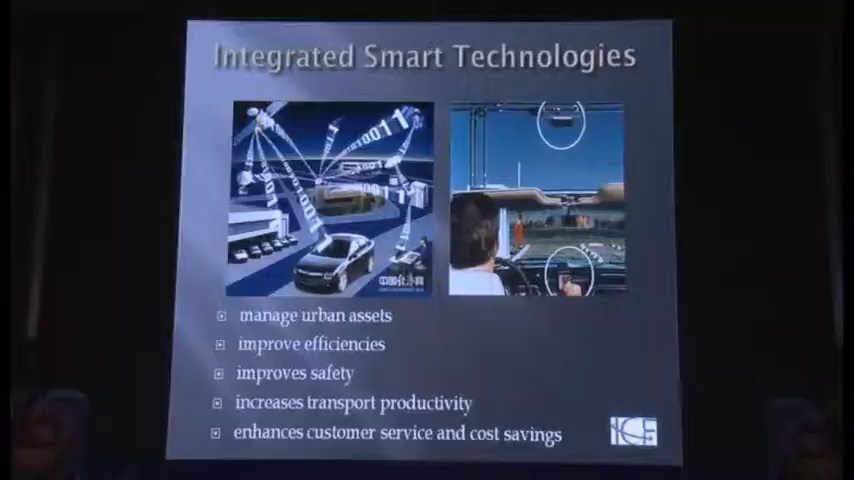 Integrated Smart Technologies
manage urban assets
improve efficiencies
improves safety
increases transport productivity
enhances customer service and cost savings
ICF